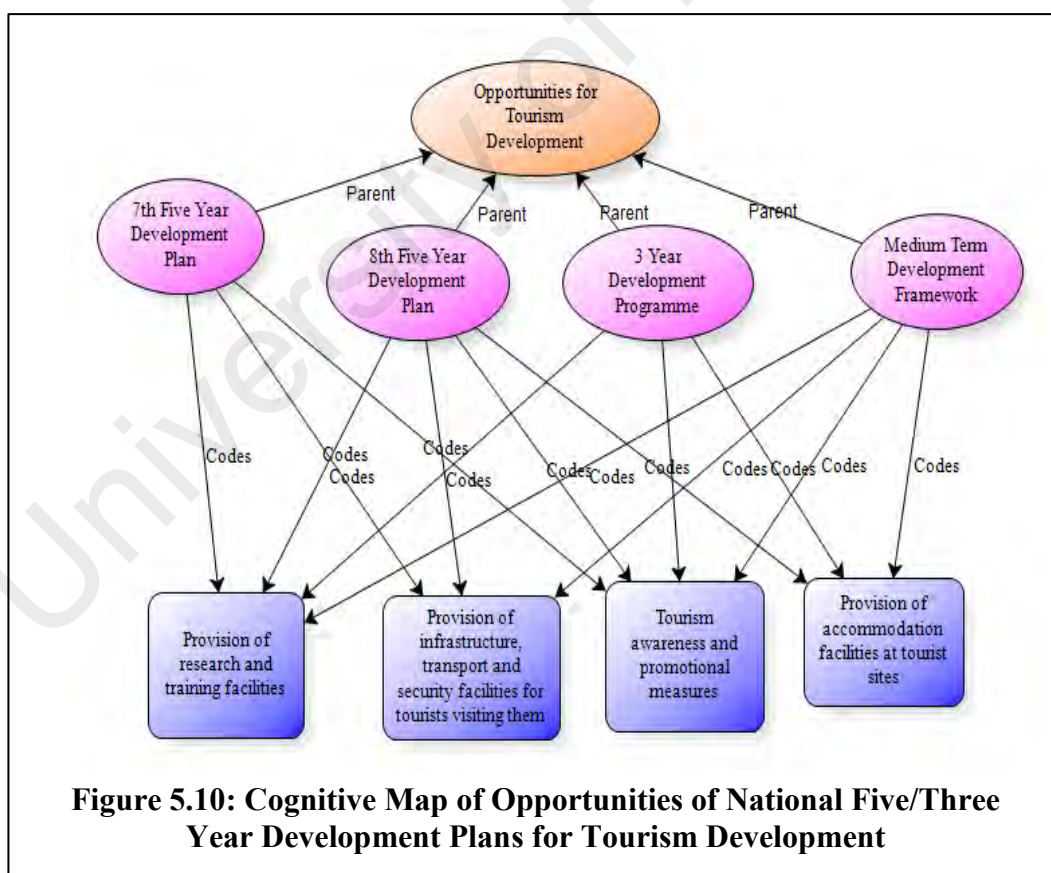 University of
Opportunities for
Tourism
Development
Parent
Parent
Parent
Parent
7th Five Year
Development
Plan
8th Five Year
Development
Plan
3 Year
Development
Programme
Medium Term
Development
Framework
Codes
Codes
Codes
Codes
Codes
Codes
Codes
Codes
Codes
Codes
Codes
Codes
Codes
Provision of
research and
training facilities
Provision of
infrastructure,
transport and
security facilities for
tourists visiting them
Tourism
awareness and
promotional
measures
Provision of
accommodation
facilities at tourist
sites
Figure 5.10: Cognitive Map of Opportunities of National Five/Three
Year Development Plans for Tourism Development